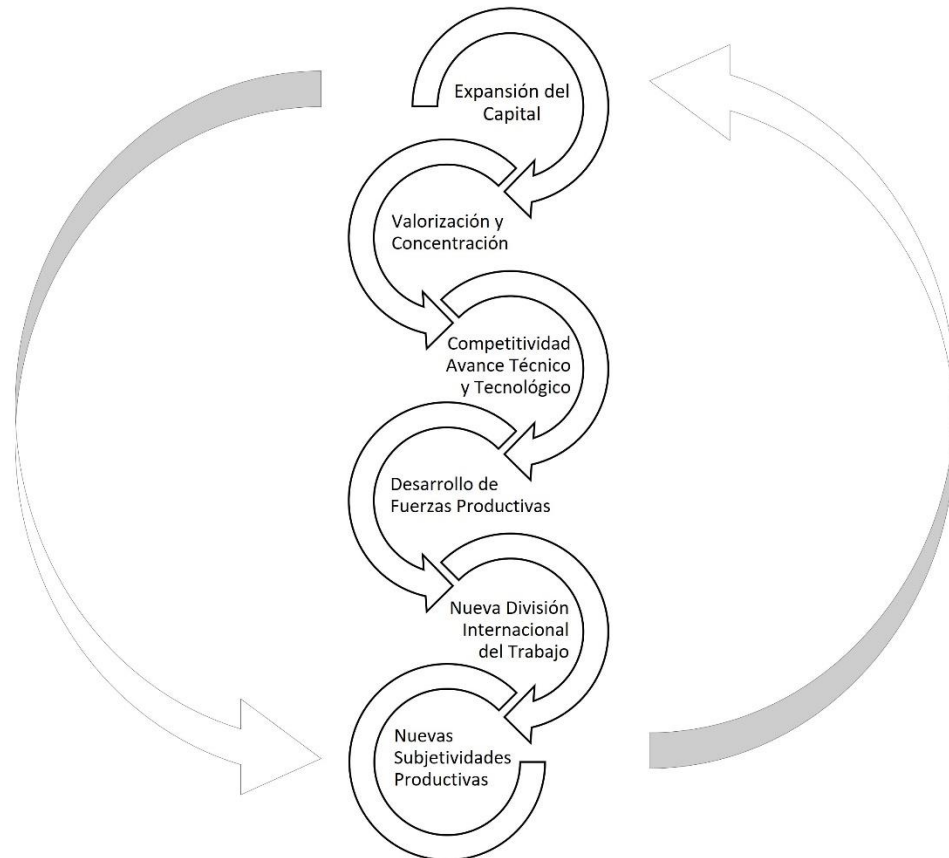 Expansión del
Capital
Valorización y
Concentración
Competitividad
Avance Técnico
y Tecnológico
Desarrollo de
Fuerzas Productivas
Nueva División
Internacional
del Trabajo
Nuevas
Subjetividades
Productivas